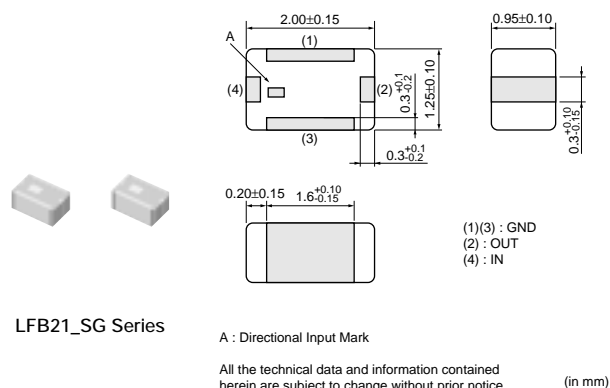 2.00±0.15
0.95±0.10
A
(1)
(4)
(2)
0.3+0.1-0.2
1.25±0.10
0.3+0.10-0.15
(3)
0.3+0.1-0.2
0.20±0.15
1.6+0.10-0.15
(1)(3) : GND
(2) : OUT
(4) : IN
LFB21_SG Series
A : Directional Input Mark
All the technical data and information contained
herein are subject to change without prior notice.
(in mm)